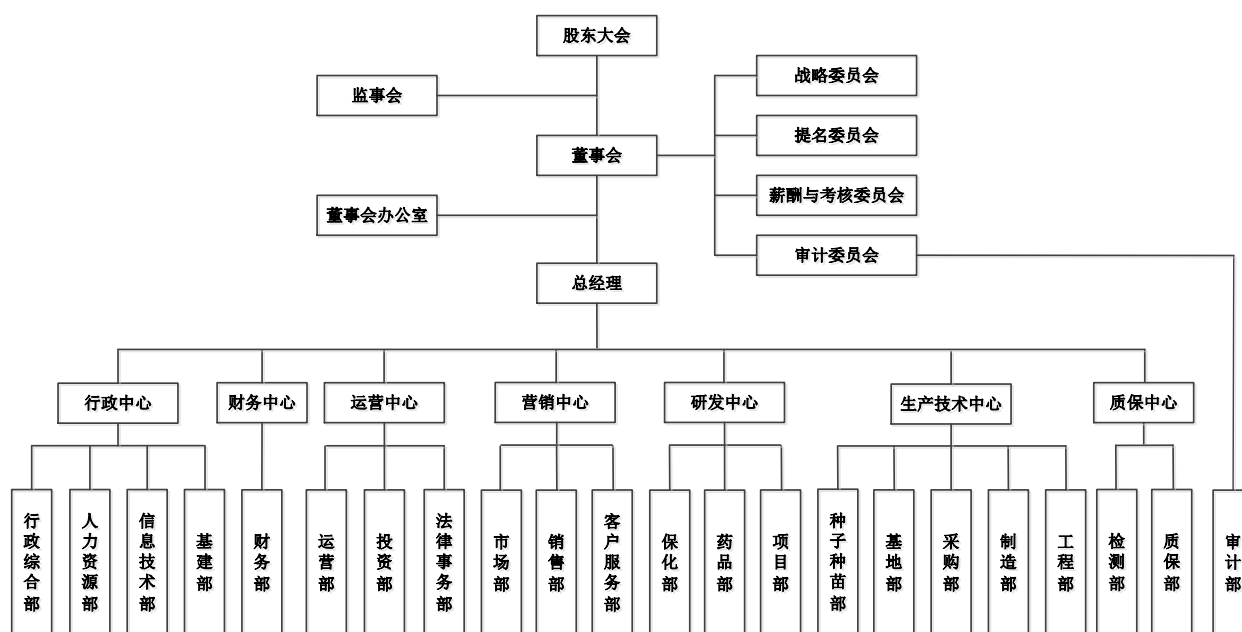 股东大会
监事会
战略委员会
提名委员会
董事会
薪酬与考核委员会
董事会办公室
审计委员会
总经理
行政中心
财务中心
运营中心
营销中心
研发中心
生产技术中心
质保中心
行政综合部
人力资源部
信息技术部
基建部
财务部
运营部
投资部
法律事务部
市场部
销售部
客户服务部
保化部
药品部
项目部
种子种苗部
基地部
采购部
制造部
工程部
检测部
质保部
审计部